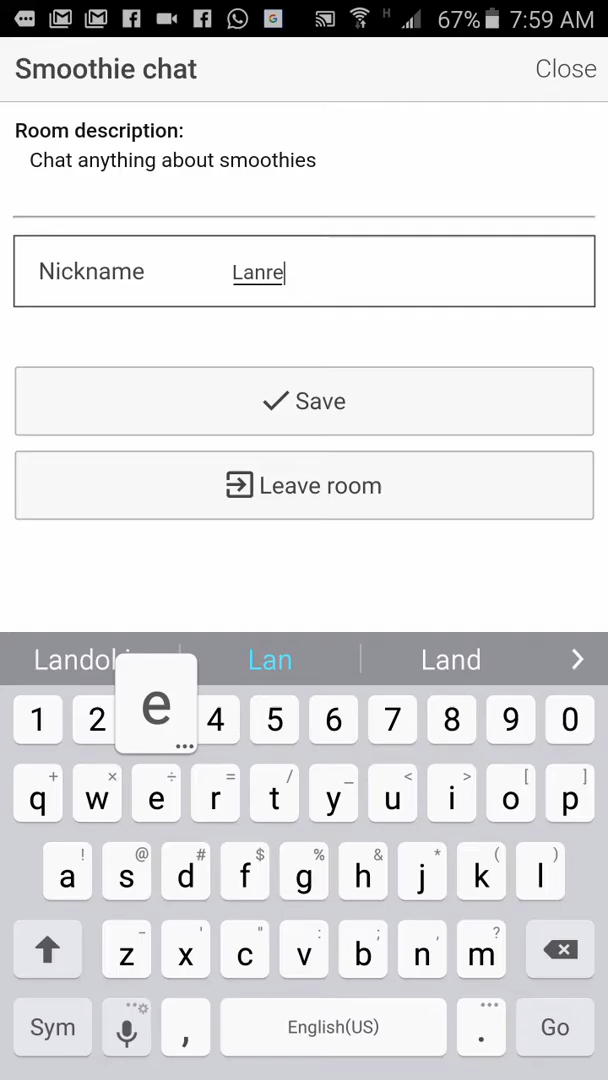 H 67% 7:59 AM
Smoothie chat Close
Room description:
Chat anything about smoothies
Nickname Lanre
Save
Leave room
Lan Land
e
1 2 4 5 6 7 8 9 0
+ × ÷ = / _ < > [ ]
q w e r t y u i o p
! @ # $ % & * ( )
a s d f g h j k l
- ' " : ; , ?
z x c v b n m
Sym , English(US) . Go